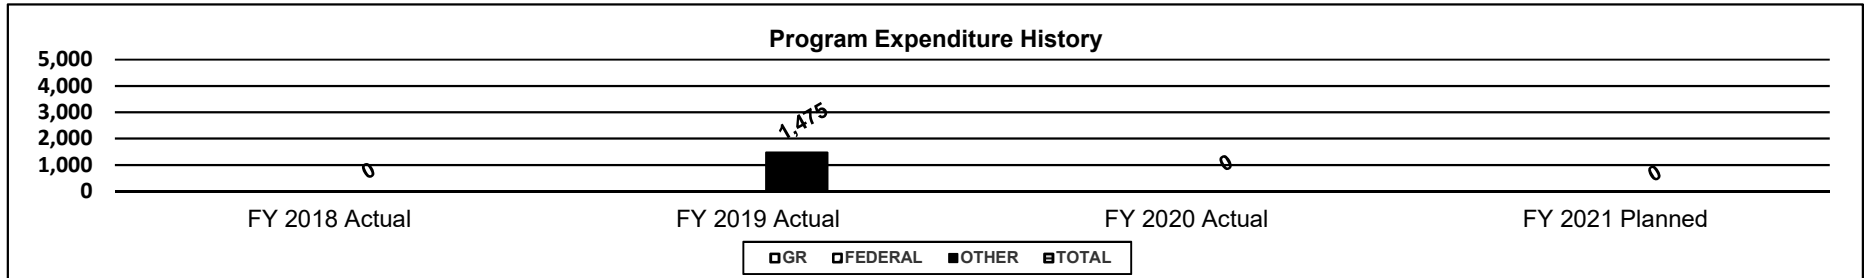 Program Expenditure History
5,000
4,000
3,000
2,000
1,000
0
0
1,475
0
0
FY 2018 Actual
FY 2019 Actual
FY 2020 Actual
FY 2021 Planned
GR FEDERAL OTHER TOTAL